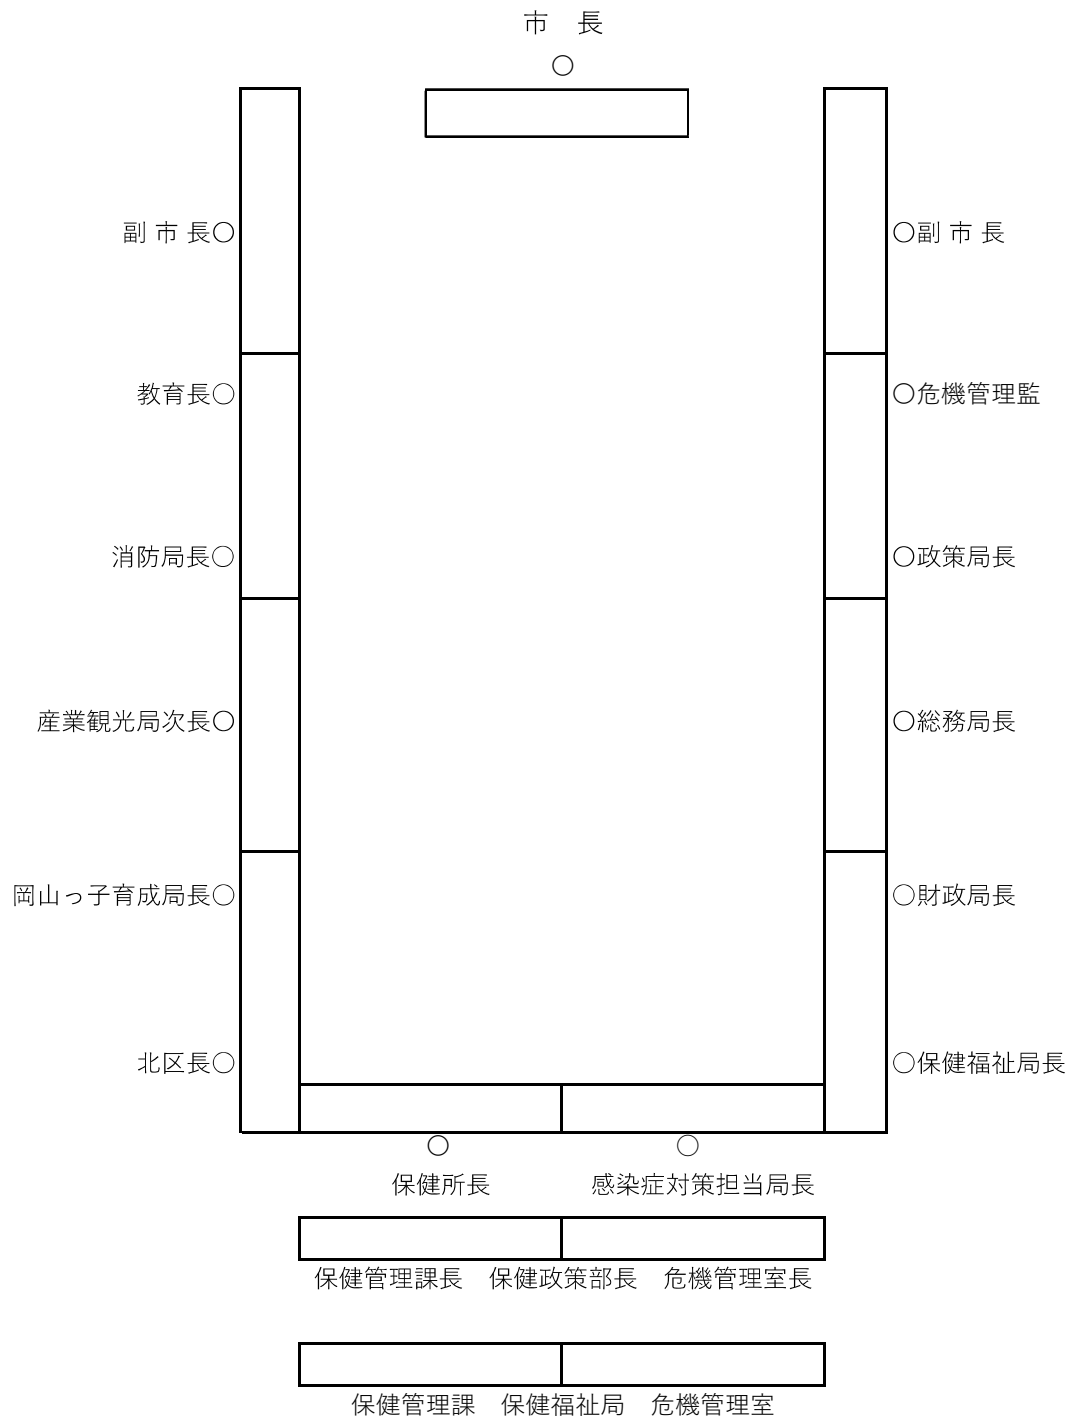 市　長
○
副 市 長○　○副 市 長
教育長○　○危機管理監
消防局長○　○政策局長
産業観光局次長○　○総務局長
岡山っ子育成局長○　○財政局長
北区長○　○保健福祉局長
○　○
保健所長　感染症対策担当局長
保健管理課長　保健政策部長　危機管理室長
保健管理課　保健福祉局　危機管理室